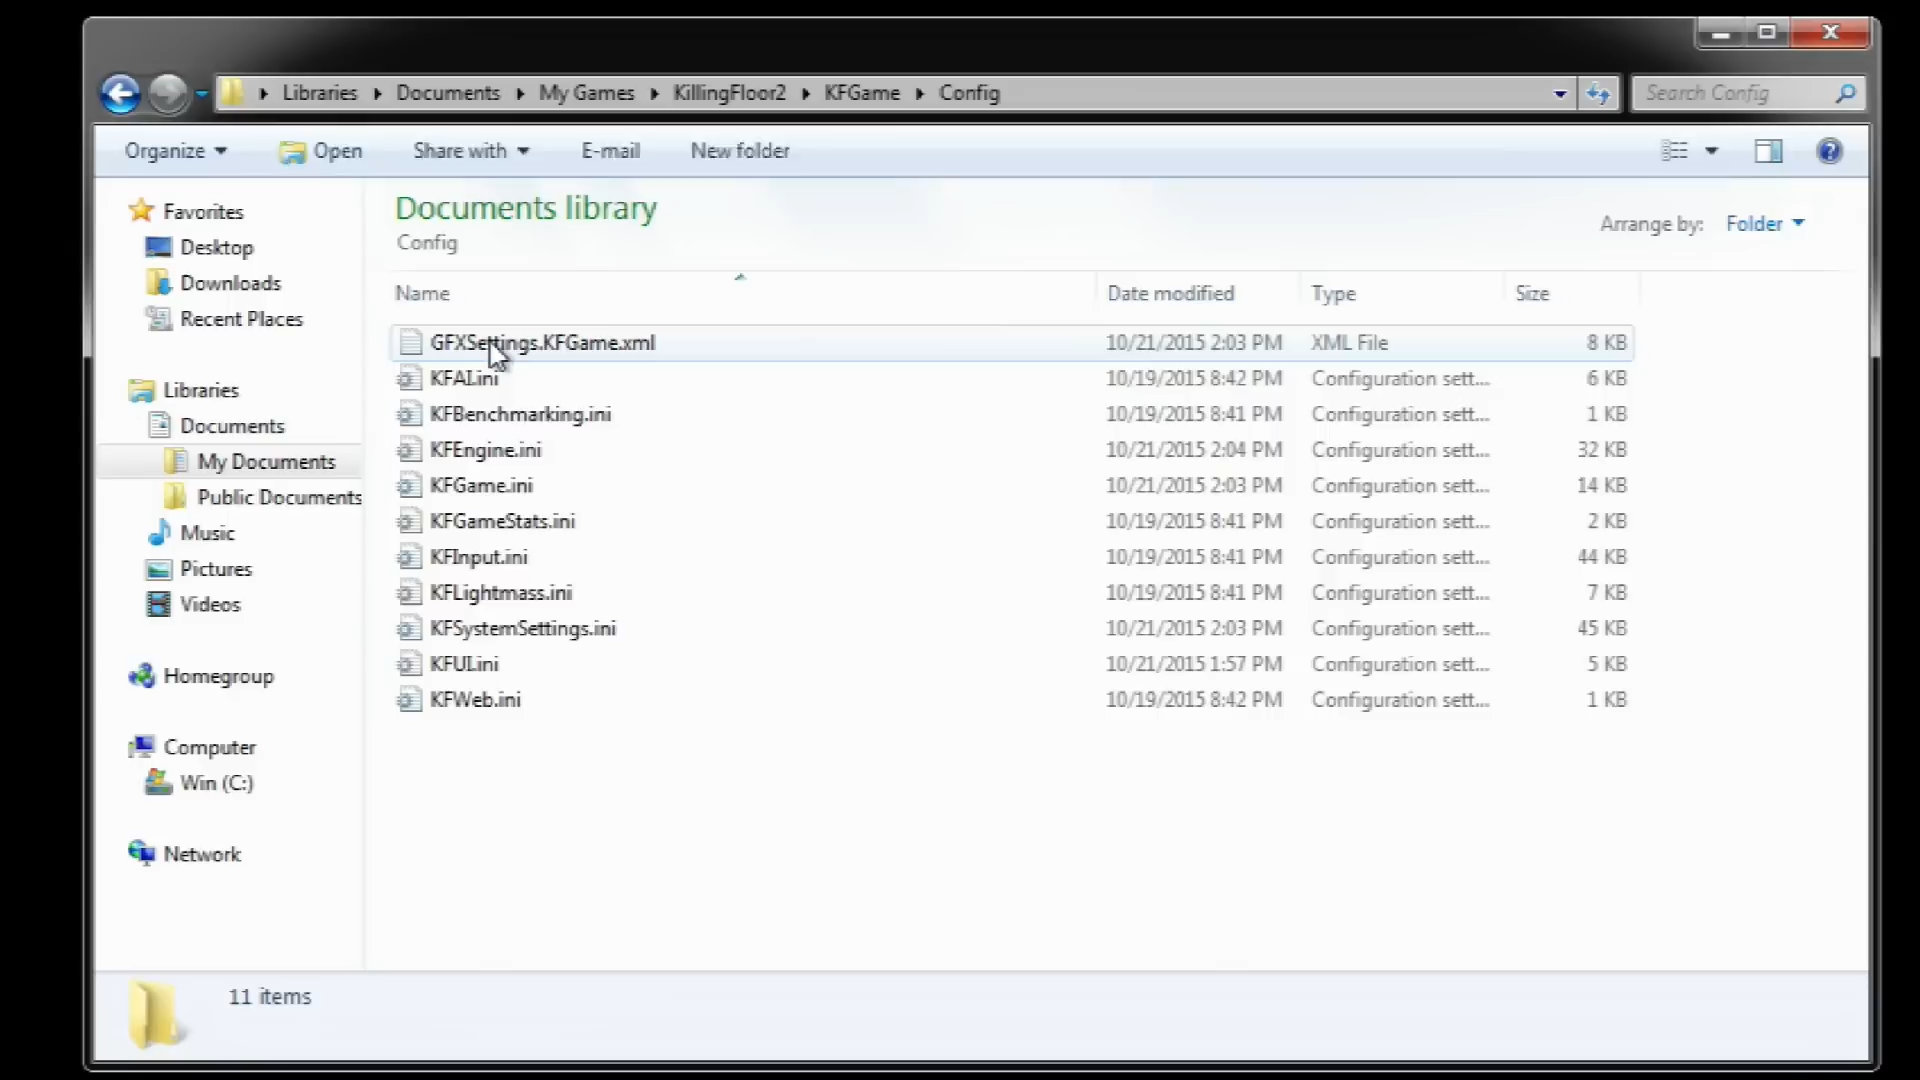 Libraries Documents My Games KillingFloor2 KFGame Config
Search Config
Organize Open Share with E-mail New folder
Favorites
Desktop
Downloads
Recent Places
Libraries
Documents
My Documents
Public Documents
Music
Pictures
Videos
Homegroup
Computer
Win (C:)
Network
Documents library
Config
Arrange by: Folder
Name Date modified Type Size
GFXSettings.KFGame.xml 10/21/2015 2:03 PM XML File 8 KB
KFAI.ini 10/19/2015 8:42 PM Configuration sett... 6 KB
KFBenchmarking.ini 10/19/2015 8:41 PM Configuration sett... 1 KB
KFEngine.ini 10/21/2015 2:04 PM Configuration sett... 32 KB
KFGame.ini 10/21/2015 2:03 PM Configuration sett... 14 KB
KFGameStats.ini 10/19/2015 8:41 PM Configuration sett... 2 KB
KFInput.ini 10/19/2015 8:41 PM Configuration sett... 44 KB
KFLightmass.ini 10/19/2015 8:41 PM Configuration sett... 7 KB
KFSystemSettings.ini 10/21/2015 2:03 PM Configuration sett... 45 KB
KFUI.ini 10/21/2015 1:57 PM Configuration sett... 5 KB
KFWeb.ini 10/19/2015 8:42 PM Configuration sett... 1 KB
11 items